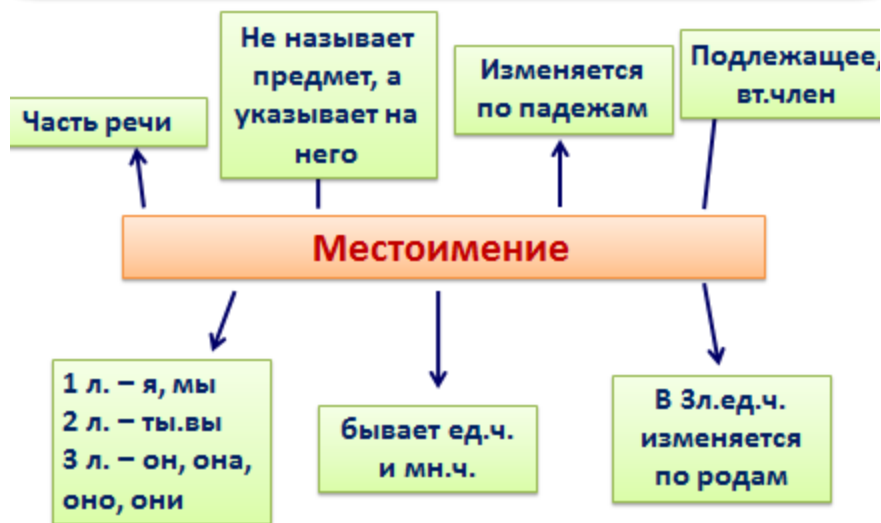 Часть речи
Не называет
предмет, а
указывает на
него
Изменяется
по падежам
Подлежащее,
вт.член
Местоимение
1 л. – я, мы
2 л. – ты.вы
3 л. – он, она,
оно, они
бывает ед.ч.
и мн.ч.
В 3л.ед.ч.
изменяется
по родам